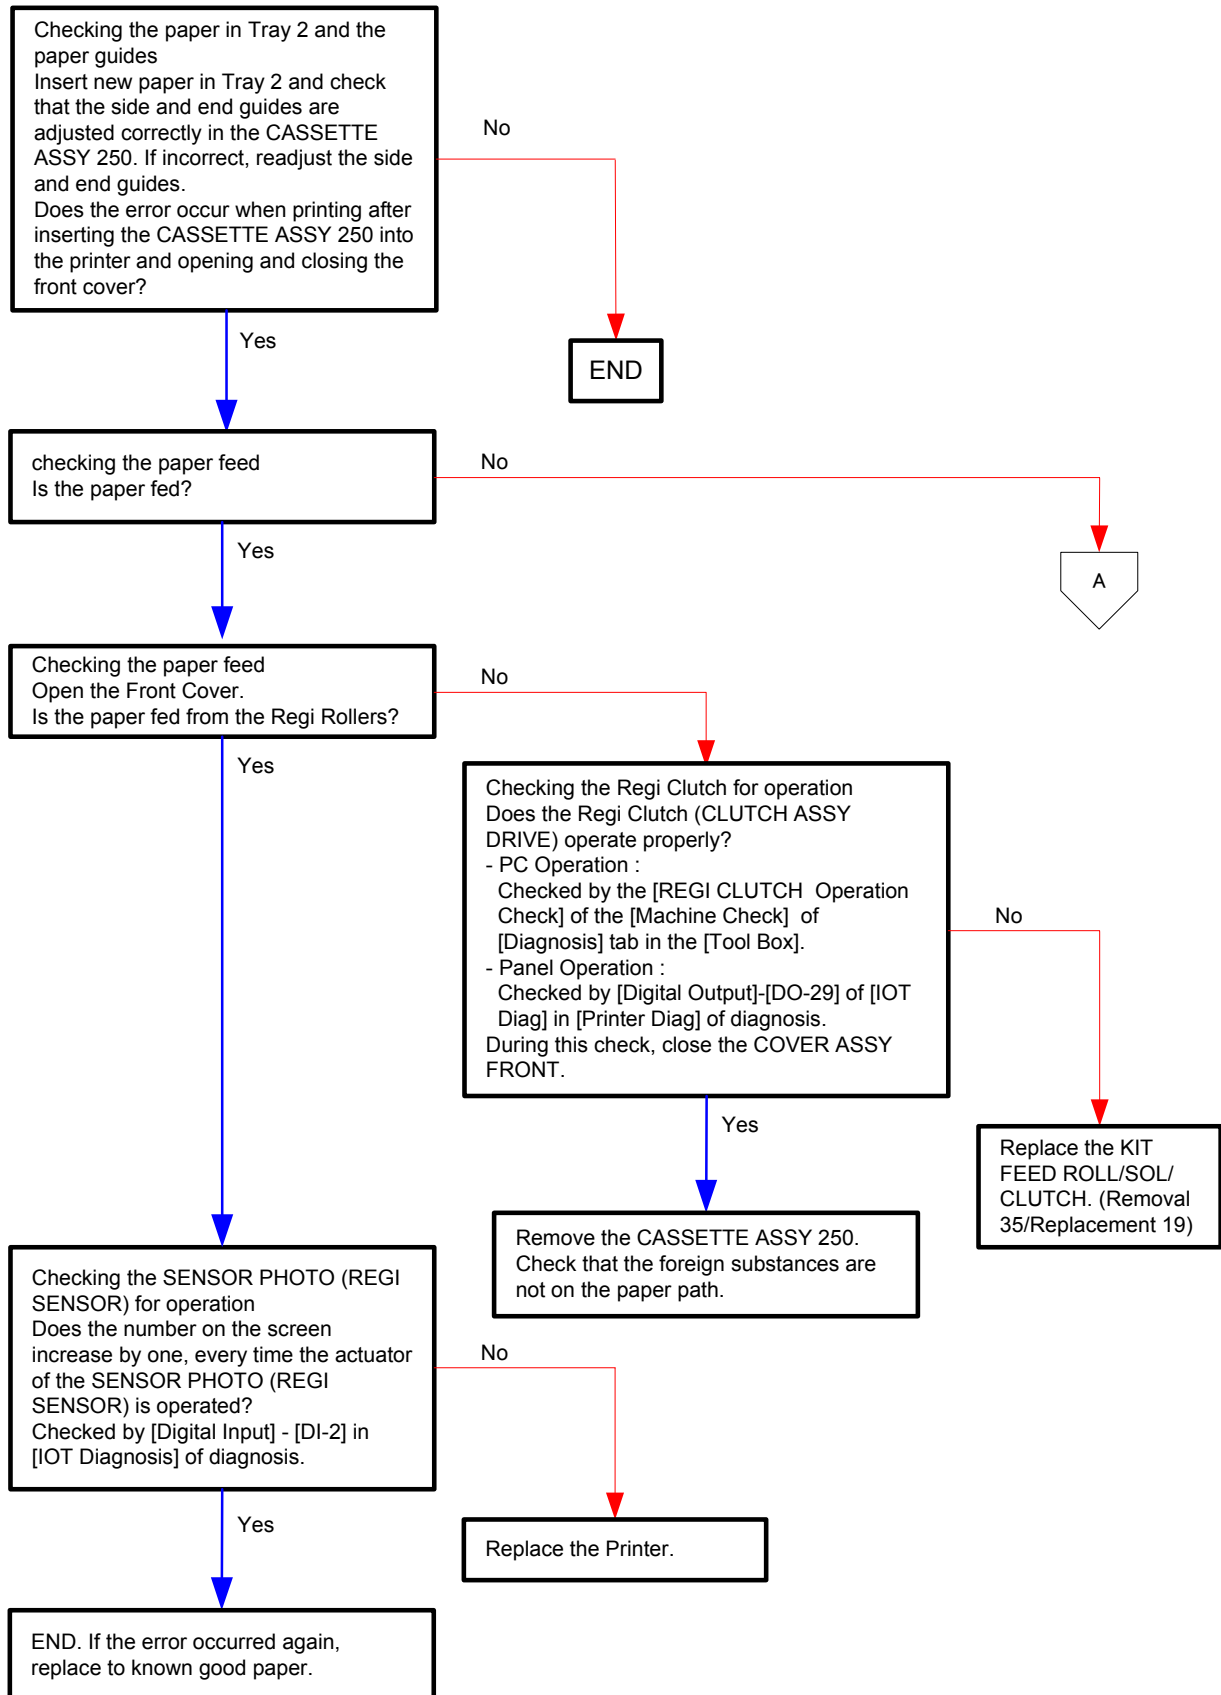 Checking the paper in Tray 2 and the
paper guides
Insert new paper in Tray 2 and check
that the side and end guides are
adjusted correctly in the CASSETTE
ASSY 250. If incorrect, readjust the side
and end guides.
Does the error occur when printing after
inserting the CASSETTE ASSY 250 into
the printer and opening and closing the
front cover?
No
Yes
END
checking the paper feed
Is the paper fed?
No
Yes
A
Checking the paper feed
Open the Front Cover.
Is the paper fed from the Regi Rollers?
No
Yes
Checking the Regi Clutch for operation
Does the Regi Clutch (CLUTCH ASSY
DRIVE) operate properly?
- PC Operation :
Checked by the [REGI CLUTCH  Operation
Check] of the [Machine Check]  of
[Diagnosis] tab in the [Tool Box].
- Panel Operation :
Checked by [Digital Output]-[DO-29] of [IOT
Diag] in [Printer Diag] of diagnosis.
During this check, close the COVER ASSY
FRONT.
No
Yes
Replace the KIT
FEED ROLL/SOL/
CLUTCH. (Removal
35/Replacement 19)
Remove the CASSETTE ASSY 250.
Check that the foreign substances are
not on the paper path.
Checking the SENSOR PHOTO (REGI
SENSOR) for operation
Does the number on the screen
increase by one, every time the actuator
of the SENSOR PHOTO (REGI
SENSOR) is operated?
Checked by [Digital Input] - [DI-2] in
[IOT Diagnosis] of diagnosis.
No
Yes
Replace the Printer.
END. If the error occurred again,
replace to known good paper.